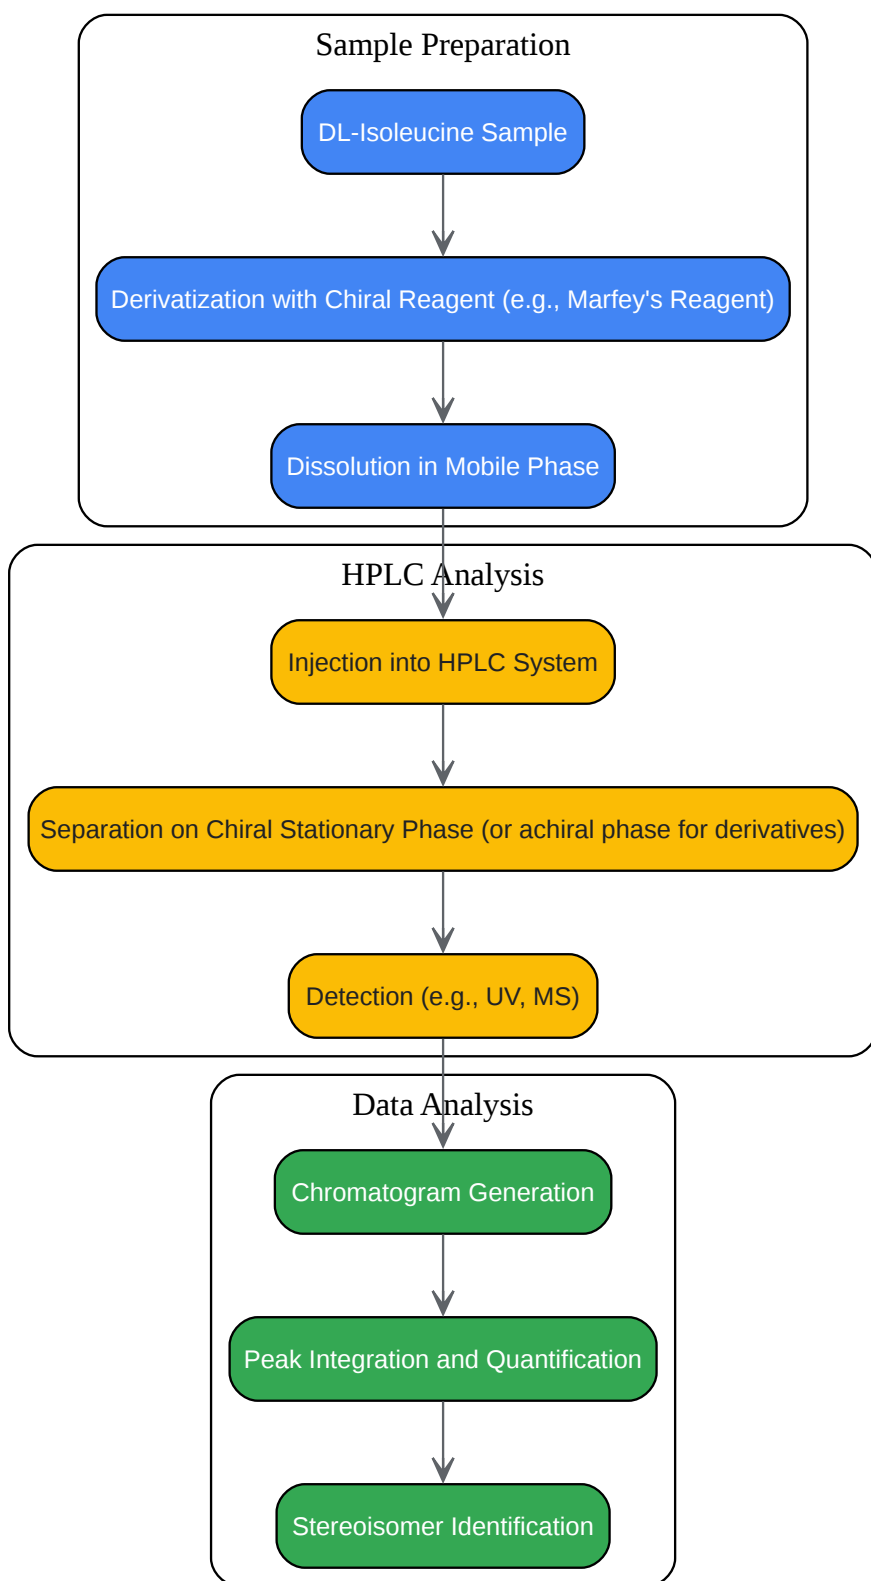 Sample Preparation
DL-Isoleucine Sample
Derivatization with Chiral Reagent (e.g., Marfey's Reagent)
Dissolution in Mobile Phase
HPLC Analysis
Injection into HPLC System
Separation on Chiral Stationary Phase (or achiral phase for derivatives)
Detection (e.g., UV, MS)
Data Analysis
Chromatogram Generation
Peak Integration and Quantification
Stereoisomer Identification